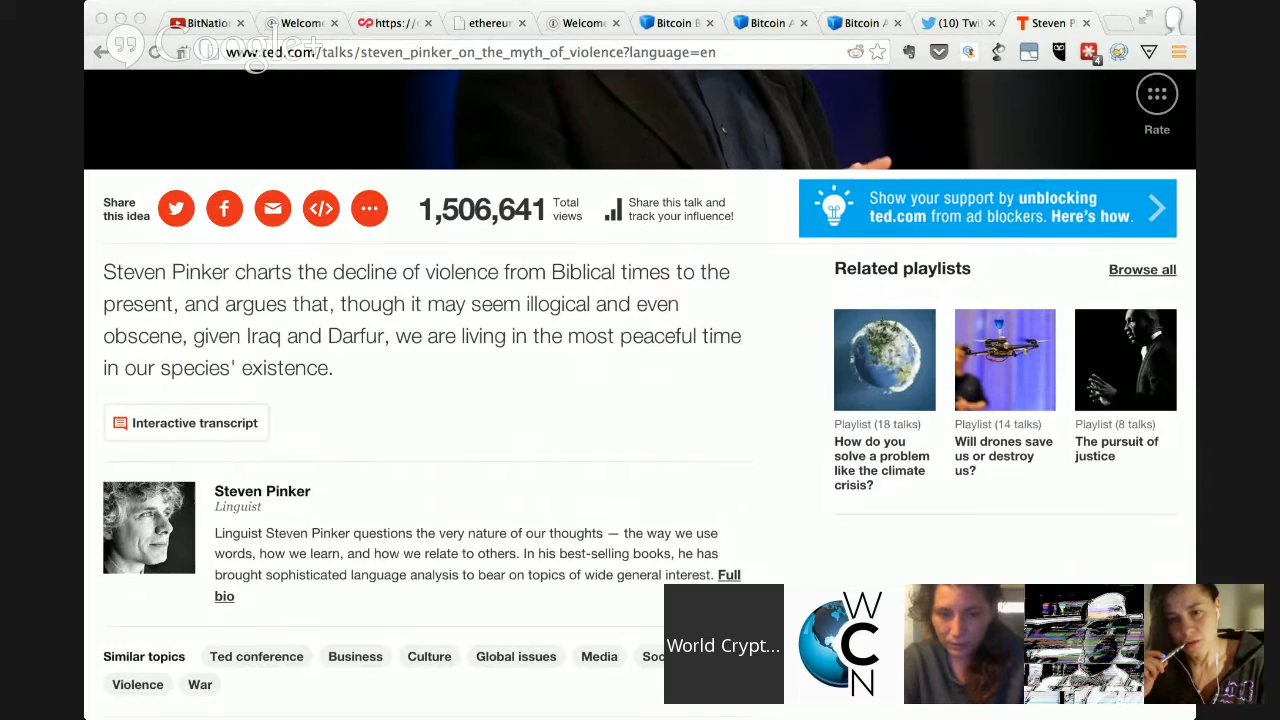 BitNatio
Welcome
https://
ethereu
Welcome
Bitcoin B
Bitcoin A
Bitcoin A
(10) Twi
Steven P
Google+
www.ted.com/talks/steven_pinker_on_the_myth_of_violence?language=en
4
Rate
Share
this idea
1,506,641 Total
views
Share this talk and
track your influence!
Show your support by unblocking
ted.com from ad blockers. Here's how.
Steven Pinker charts the decline of violence from Biblical times to the
present, and argues that, though it may seem illogical and even
obscene, given Iraq and Darfur, we are living in the most peaceful time
in our species' existence.
Interactive transcript
Related playlists
Browse all
Playlist (18 talks)
How do you
solve a problem
like the climate
crisis?
Playlist (14 talks)
Will drones save
us or destroy
us?
Playlist (8 talks)
The pursuit of
justice
Steven Pinker
Linguist
Linguist Steven Pinker questions the very nature of our thoughts — the way we use
words, how we learn, and how we relate to others. In his best-selling books, he has
brought sophisticated language analysis to bear on topics of wide general interest. Full
bio
Similar topics Ted conference Business Culture Global issues Media Soc
Violence War
World Crypt...
W
C
N